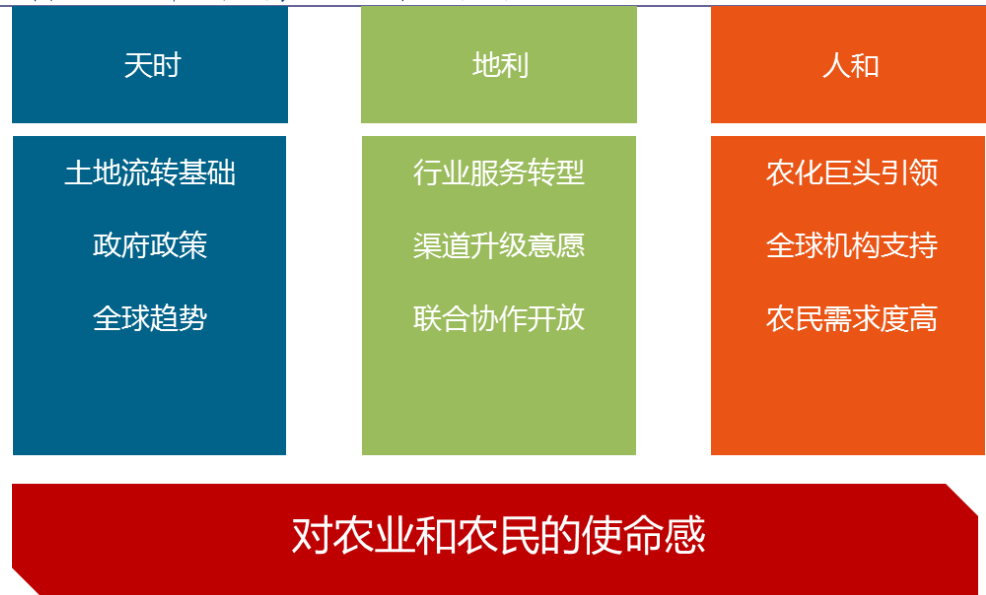 天时
地利
人和
土地流转基础
政府政策
全球趋势
行业服务转型
渠道升级意愿
联合协作开放
农化巨头引领
全球机构支持
农民需求度高
对农业和农民的使命感